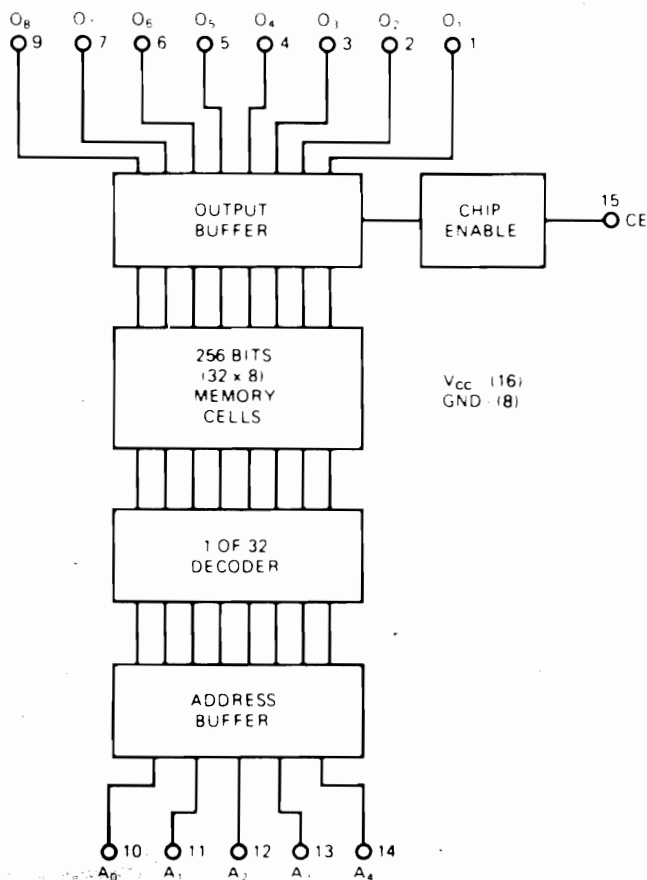 O8 O6 O5 O4 O3 O2 O1
9 7 6 5 4 3 2 1
OUTPUT
BUFFER
CHIP
ENABLE
15
CE
256 BITS
(32 x 8)
MEMORY
CELLS
VCC (16)
GND (8)
1 OF 32
DECODER
ADDRESS
BUFFER
10 11 12 13 14
A0 A1 A2 A4